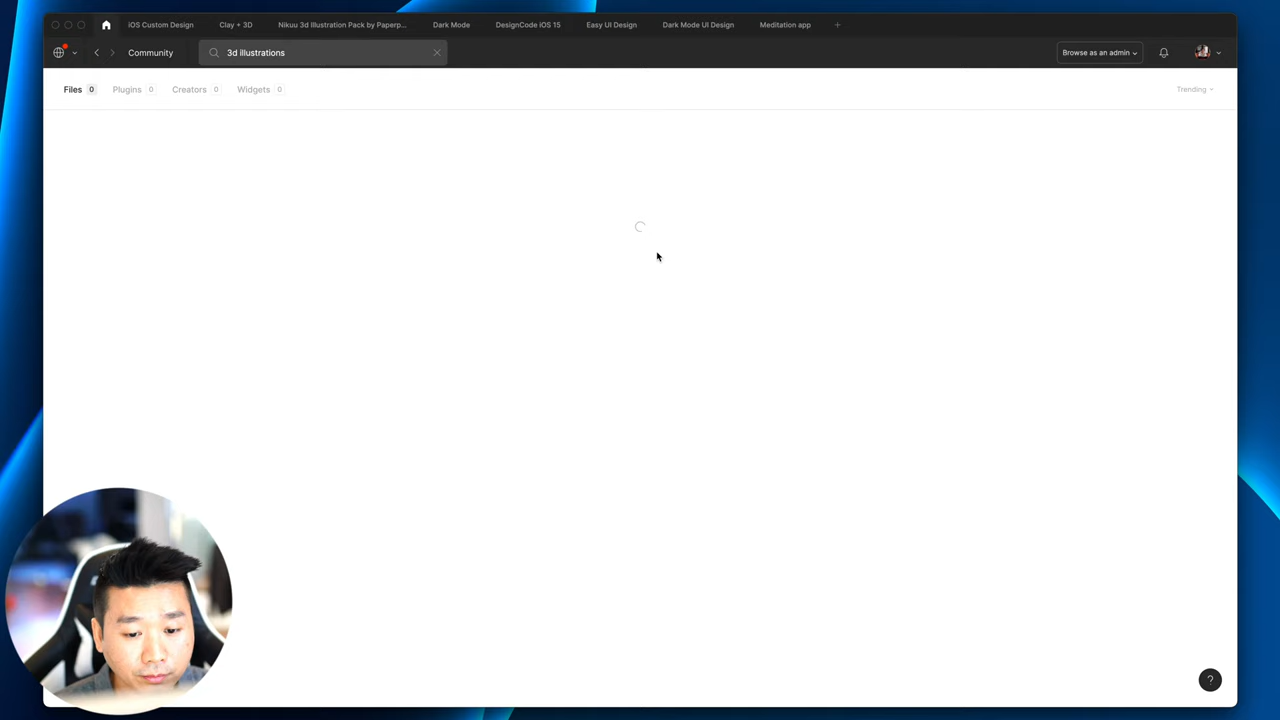 iOS Custom Design Clay + 3D Nikuu 3d Illustration Pack by Paperp... Dark Mode DesignCode iOS 15 Easy UI Design Dark Mode UI Design Meditation app
Community 3d illustrations Browse as an admin
Files 0 Plugins 0 Creators 0 Widgets 0 Trending
?